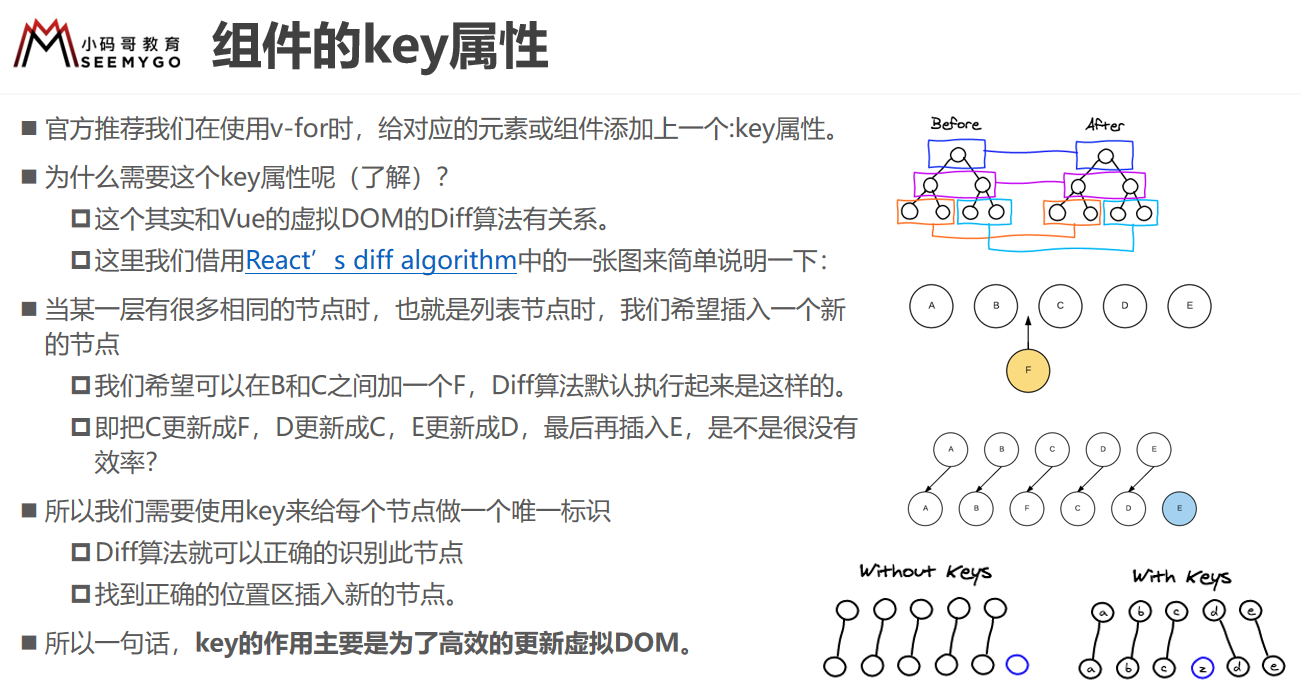 小码哥教育
SEEMYGO
组件的key属性
官方推荐我们在使用v-for时，给对应的元素或组件添加上一个:key属性。
为什么需要这个key属性呢（了解）？
这个其实和Vue的虚拟DOM的Diff算法有关系。
这里我们借用React’s diff algorithm中的一张图来简单说明一下：
当某一层有很多相同的节点时，也就是列表节点时，我们希望插入一个新
的节点
我们希望可以在B和C之间加一个F，Diff算法默认执行起来是这样的。
即把C更新成F，D更新成C，E更新成D，最后再插入E，是不是很没有
效率？
所以我们需要使用key来给每个节点做一个唯一标识
Diff算法就可以正确的识别此节点
找到正确的位置区插入新的节点。
所以一句话，key的作用主要是为了高效的更新虚拟DOM。
Before After
A B C D E
F
A B C D E
A B F C D E
Without Keys
With Keys
a b c d e
a b c z d e